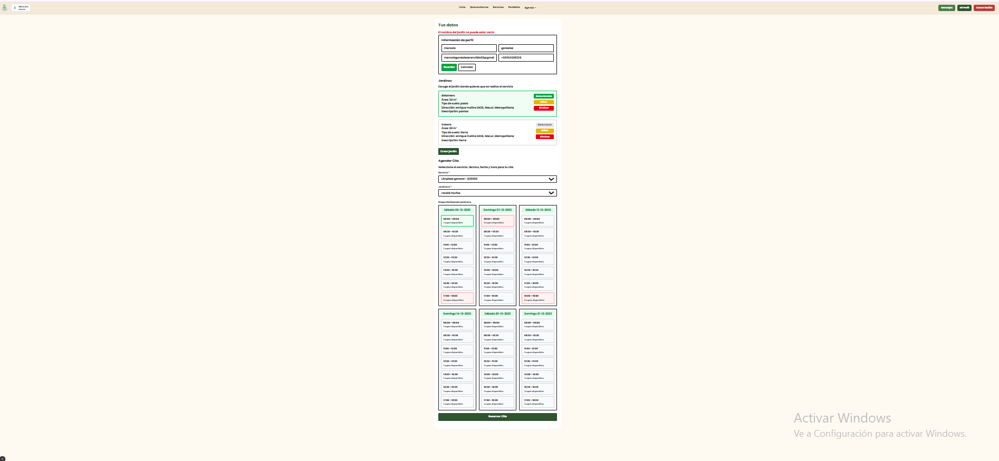 Marcela
cliente
Inicio Quienes Somos Servicios Portafolio Agenda
Mensajes Mi Perfil Cerrar Sesión
Tus datos
El nombre del jardín no puede estar vacío
Información de perfil
marcela gonzalez
marcelagonzalezarancibia02@gmail +56954568336
Guardar Cancelar
Jardines
Escoge el jardín donde quieres que se realice el servicio
delantero
Área: 50 m²
Tipo de suelo: pasto
Dirección: enrique molina 2456, Macul, Metropolitana
Descripción: pastoo
Seleccionado
Editar
Eliminar
trasero
Área: 20 m²
Tipo de suelo: tierra
Dirección: enrique molina 2456, Macul, Metropolitana
Descripción: tierra
Seleccionar
Editar
Eliminar
Crear jardín
Agendar Cita
Selecciona el servicio, técnico, fecha y hora para tu cita
Servicio *
Limpieza general - $30000
Jardinero *
ronald muñoz
Disponibilidad del jardinero
Sábado 06-12-2025
08:00 - 09:00
1 cupos disponibles
09:30 - 10:30
1 cupos disponibles
11:00 - 12:00
1 cupos disponibles
12:30 - 13:30
1 cupos disponibles
14:00 - 15:00
1 cupos disponibles
15:30 - 16:30
1 cupos disponibles
17:00 - 18:00
0 cupos disponibles
Domingo 07-12-2025
08:00 - 09:00
0 cupos disponibles
09:30 - 10:30
1 cupos disponibles
11:00 - 12:00
1 cupos disponibles
12:30 - 13:30
1 cupos disponibles
14:00 - 15:00
1 cupos disponibles
15:30 - 16:30
1 cupos disponibles
17:00 - 18:00
1 cupos disponibles
Sábado 13-12-2025
08:00 - 09:00
1 cupos disponibles
09:30 - 10:30
1 cupos disponibles
11:00 - 12:00
1 cupos disponibles
12:30 - 13:30
1 cupos disponibles
15:30 - 16:30
1 cupos disponibles
17:00 - 18:00
1 cupos disponibles
18:00 - 19:00
0 cupos disponibles
Domingo 14-12-2025
08:00 - 09:00
1 cupos disponibles
09:30 - 10:30
1 cupos disponibles
11:00 - 12:00
1 cupos disponibles
12:30 - 13:30
1 cupos disponibles
14:00 - 15:00
1 cupos disponibles
15:30 - 16:30
1 cupos disponibles
17:00 - 18:00
1 cupos disponibles
Sábado 20-12-2025
08:00 - 09:00
1 cupos disponibles
09:30 - 10:30
1 cupos disponibles
11:00 - 12:00
1 cupos disponibles
12:30 - 13:30
1 cupos disponibles
14:00 - 15:00
1 cupos disponibles
15:30 - 16:30
1 cupos disponibles
17:00 - 18:00
1 cupos disponibles
Domingo 21-12-2025
08:00 - 09:00
1 cupos disponibles
09:30 - 10:30
1 cupos disponibles
11:00 - 12:00
1 cupos disponibles
12:30 - 13:30
1 cupos disponibles
14:00 - 15:00
1 cupos disponibles
15:30 - 16:30
1 cupos disponibles
17:00 - 18:00
1 cupos disponibles
Reservar Cita
Activar Windows
Ve a Configuración para activar Windows.
N